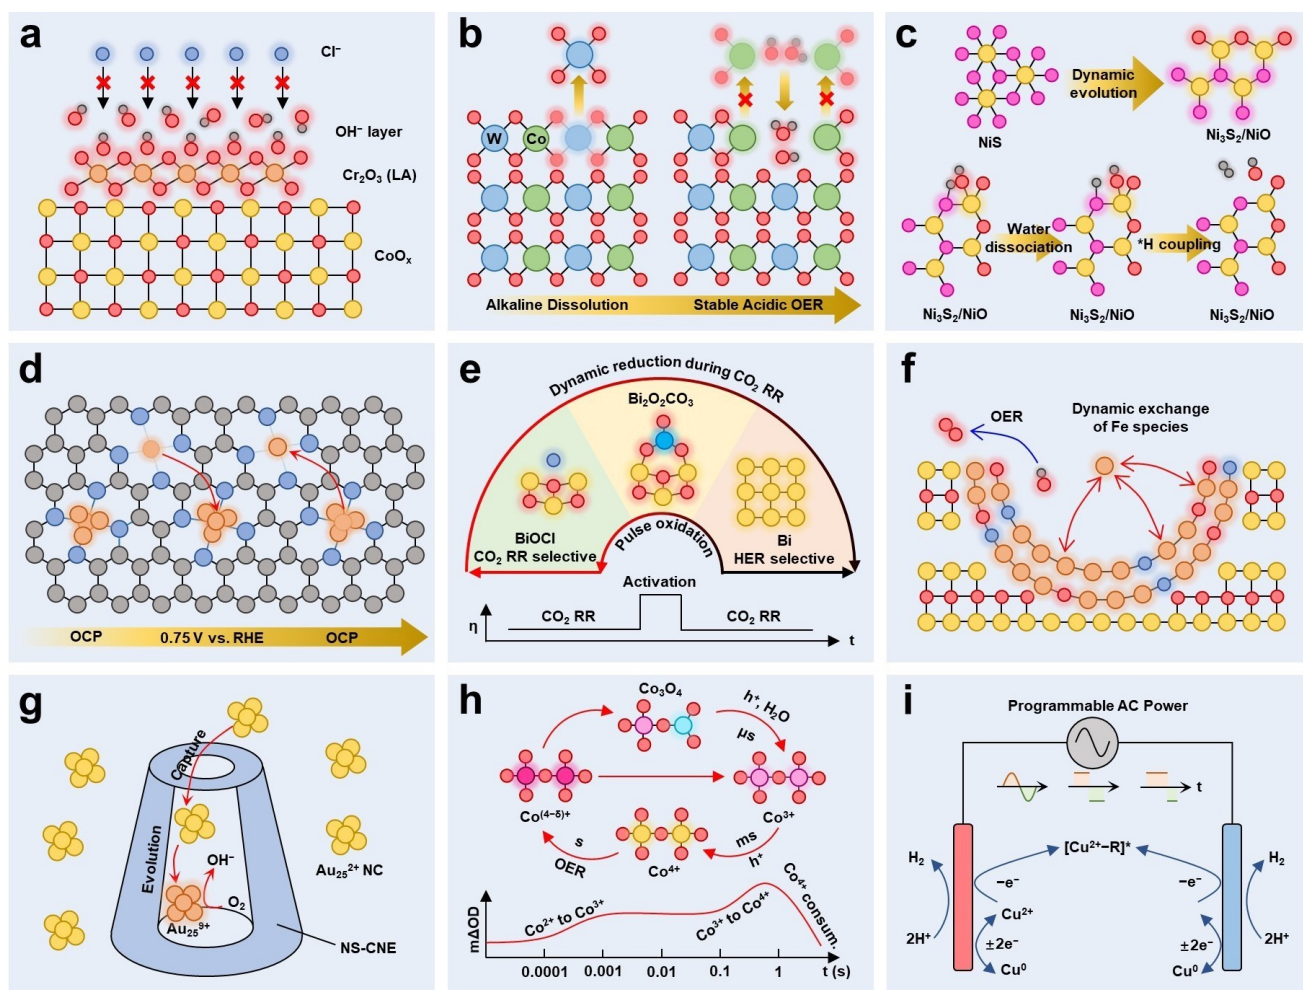 a
Cl⁻
OH⁻ layer
Cr₂O₃ (LA)
CoOₓ
b
W
Co
Alkaline Dissolution
Stable Acidic OER
c
NiS
Dynamic
evolution
Ni₃S₂/NiO
Water
dissociation
*H coupling
Ni₃S₂/NiO
Ni₃S₂/NiO
Ni₃S₂/NiO
d
OCP
0.75 V vs. RHE
OCP
e
Dynamic reduction during CO₂ RR
Bi₂O₂CO₃
BiOCl
CO₂ RR selective
Pulse oxidation
Bi
HER selective
Activation
η
CO₂ RR
CO₂ RR
t
f
OER
Dynamic exchange
of Fe species
g
Capture
Evolution
OH⁻
O₂
Au₂₅⁹⁺
Au₂₅²⁺ NC
NS-CNE
h
Co₃O₄
h⁺, H₂O
μs
Co⁽⁴⁻ᵟ⁾⁺
Co³⁺
s
OER
Co⁴⁺
ms
h⁺
mΔOD
Co²⁺ to Co³⁺
Co³⁺ to Co⁴⁺
Co⁴⁺ consum.
0.0001
0.001
0.01
0.1
1
t (s)
i
Programmable AC Power
t
H₂
[Cu²⁺−R]*
H₂
−e⁻
−e⁻
Cu²⁺
2H⁺
±2e⁻
±2e⁻
2H⁺
Cu⁰
Cu⁰